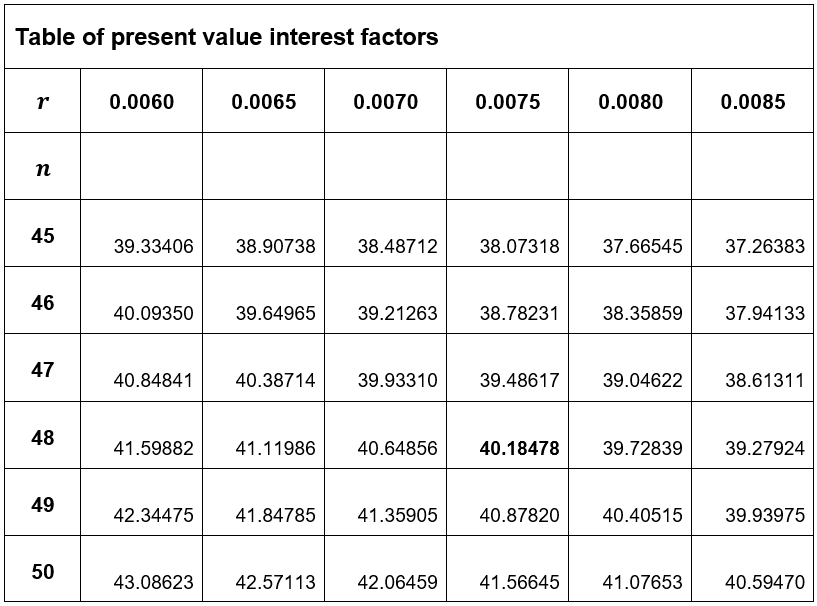 Table of present value interest factors
r 0.0060 0.0065 0.0070 0.0075 0.0080 0.0085
n
45 39.33406 38.90738 38.48712 38.07318 37.66545 37.26383
46 40.09350 39.64965 39.21263 38.78231 38.35859 37.94133
47 40.84841 40.38714 39.93310 39.48617 39.04622 38.61311
48 41.59882 41.11986 40.64856 40.18478 39.72839 39.27924
49 42.34475 41.84785 41.35905 40.87820 40.40515 39.93975
50 43.08623 42.57113 42.06459 41.56645 41.07653 40.59470